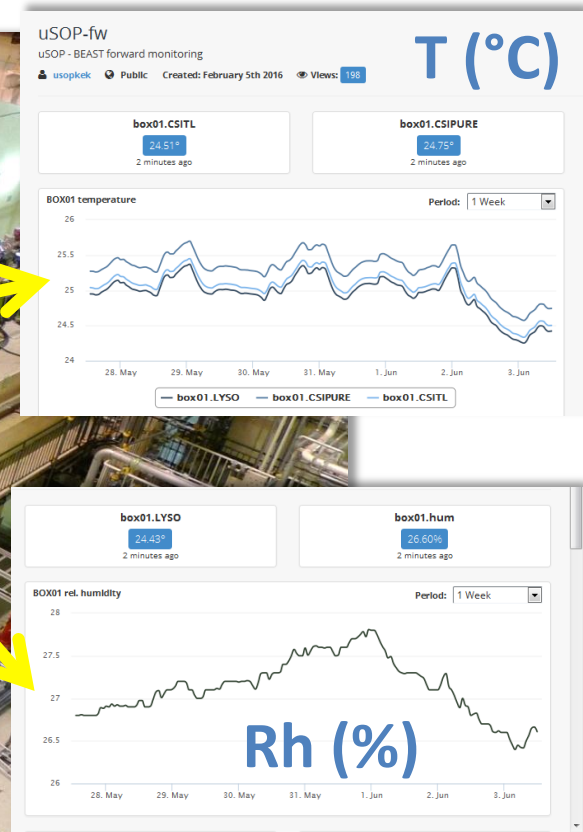 uSOP-fw
uSOP - BEAST forward monitoring
T (°C)
usopkek Public Created: February 5th 2016 Views: 198
box01.CSITL
24.51°
2 minutes ago
box01.CSIPURE
24.75°
2 minutes ago
BOX01 temperature
Period: 1 Week
26
25.5
25
24.5
24
28. May 29. May 30. May 31. May 1. Jun 2. Jun 3. Jun
box01.LYSO box01.CSIPURE box01.CSITL
box01.LYSO
24.43°
2 minutes ago
box01.hum
26.60%
2 minutes ago
BOX01 rel. humidity
Period: 1 Week
28
27.5
27
26.5
26
Rh (%)
28. May 29. May 30. May 31. May 1. Jun 2. Jun 3. Jun